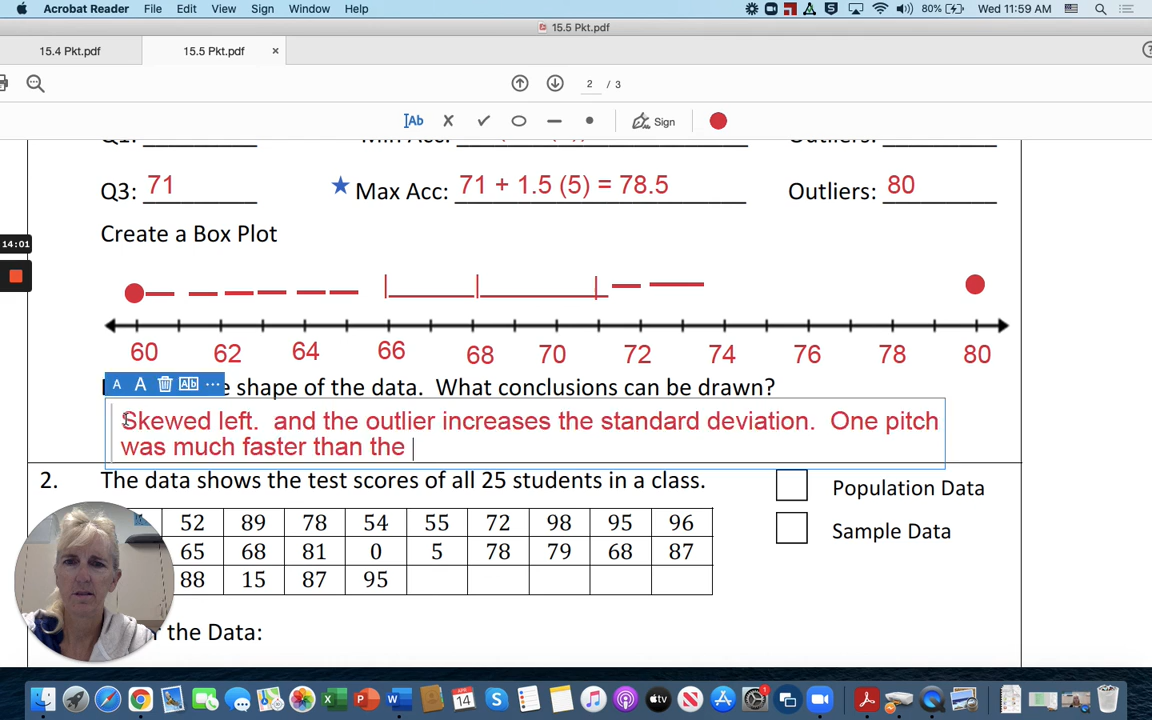 Acrobat Reader File Edit View Sign Window Help 80% Wed 11:59 AM
15.5 Pkt.pdf
15.4 Pkt.pdf 15.5 Pkt.pdf ×
2 / 3
Ab Sign
14:01
Q3: 71 Max Acc: 71 + 1.5 (5) = 78.5 Outliers: 80
Create a Box Plot
60 62 64 66 68 70 72 74 76 78 80
A A Ab ... e shape of the data. What conclusions can be drawn?
Skewed left. and the outlier increases the standard deviation. One pitch
was much faster than the
2. The data shows the test scores of all 25 students in a class.
Population Data
Sample Data
52 89 78 54 55 72 98 95 96
65 68 81 0 5 78 79 68 87
88 15 87 95
r the Data: